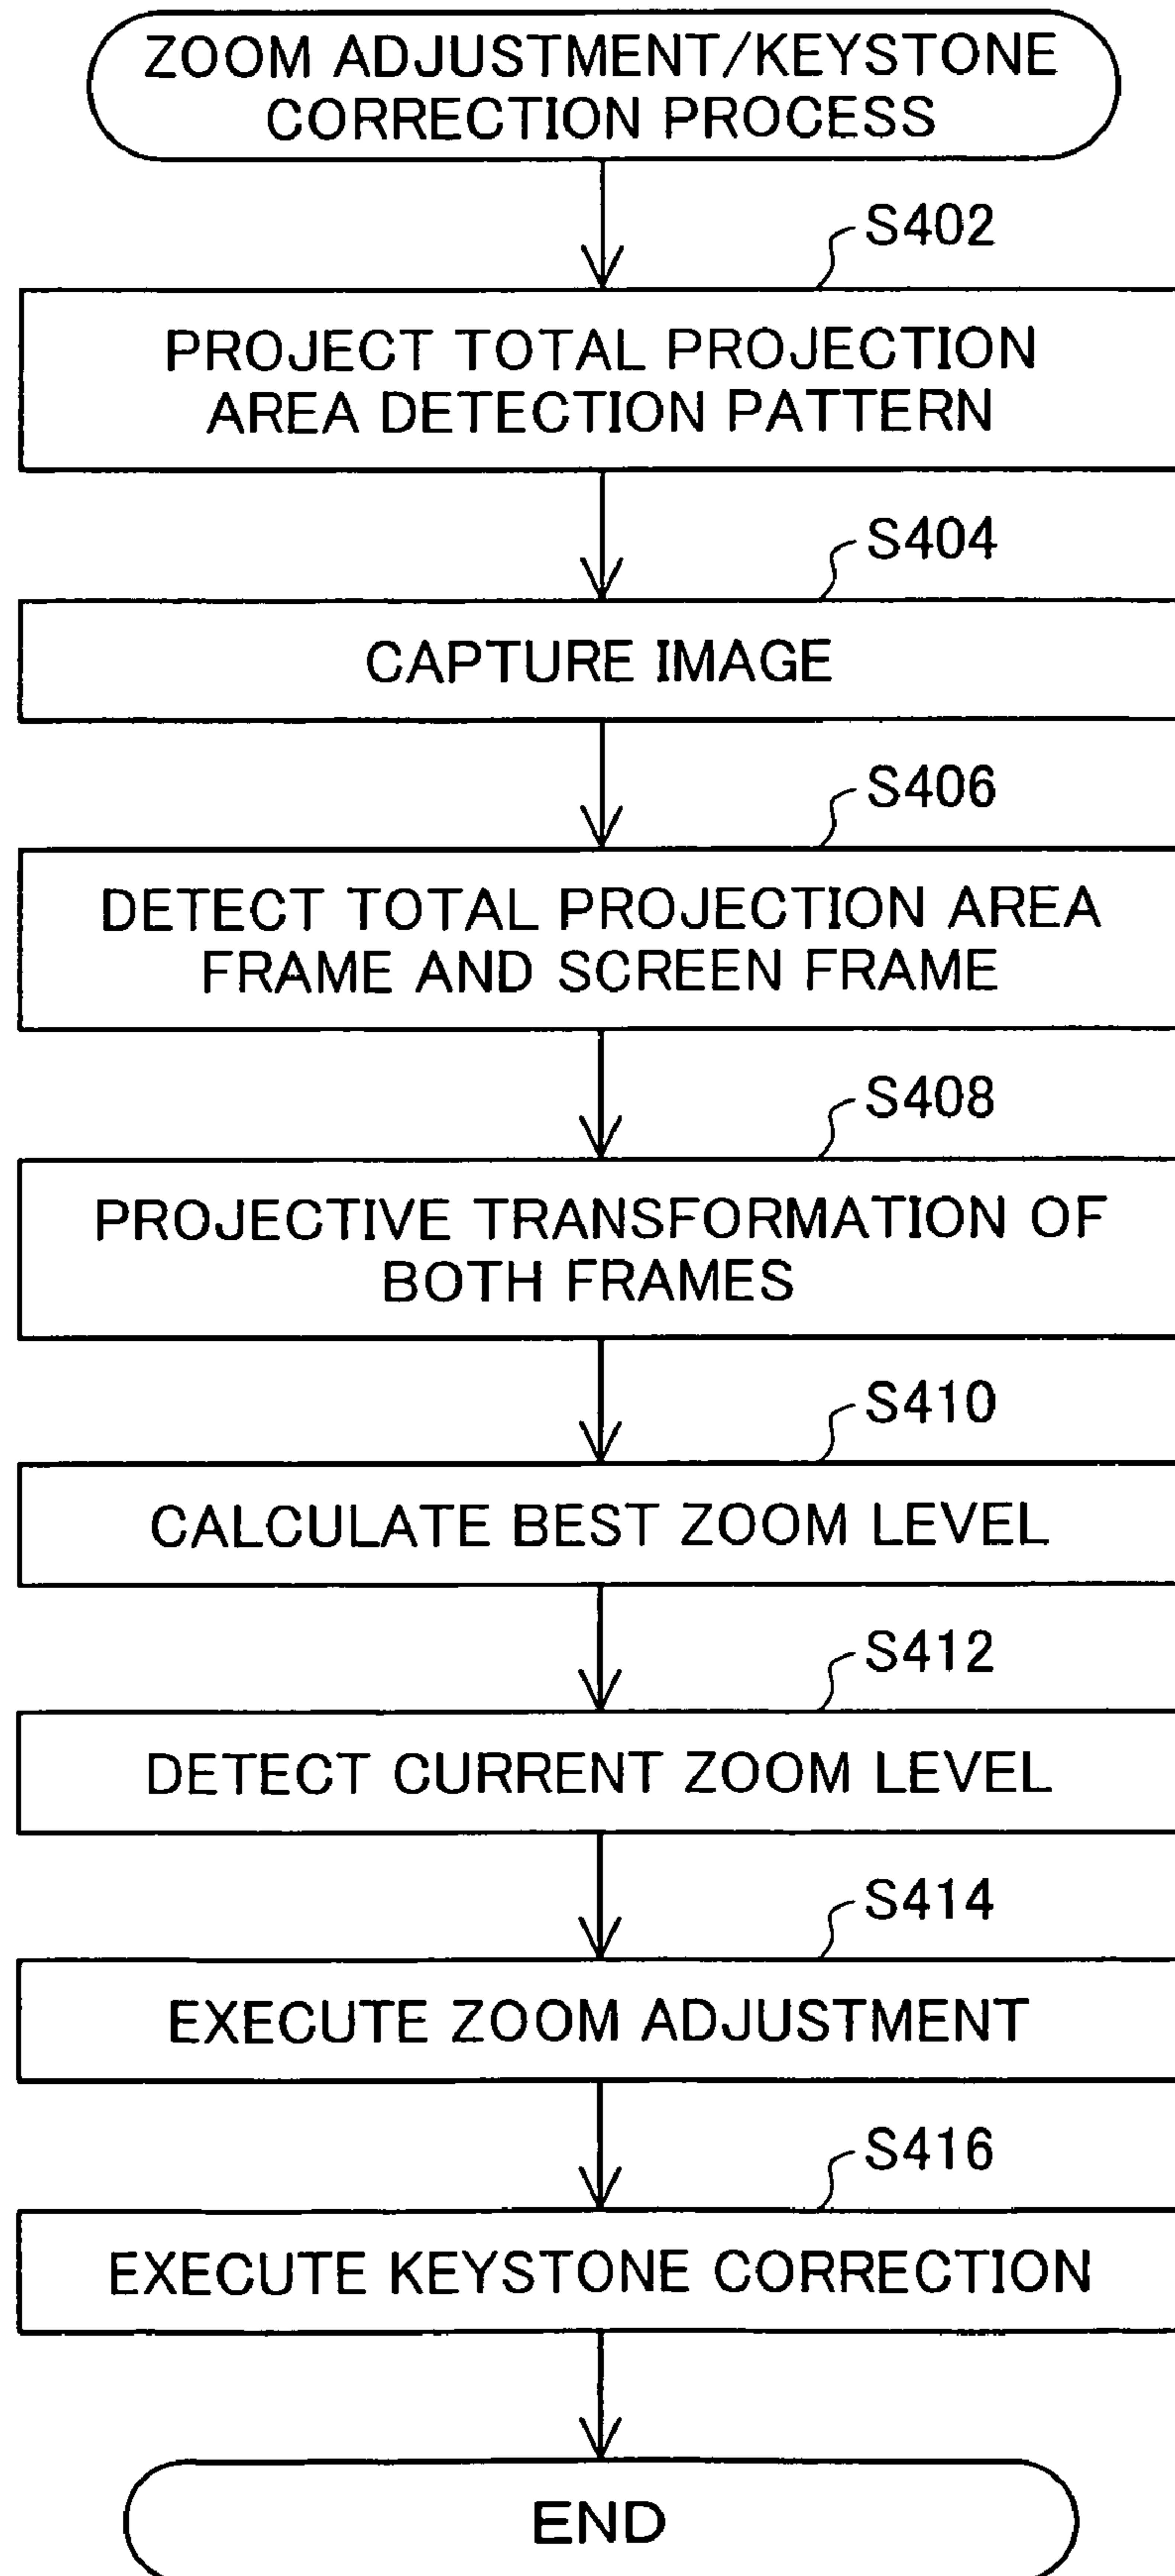 ZOOM ADJUSTMENT/KEYSTONE
CORRECTION PROCESS
S402
PROJECT TOTAL PROJECTION
AREA DETECTION PATTERN
S404
CAPTURE IMAGE
S406
DETECT TOTAL PROJECTION AREA
FRAME AND SCREEN FRAME
S408
PROJECTIVE TRANSFORMATION OF
BOTH FRAMES
S410
CALCULATE BEST ZOOM LEVEL
S412
DETECT CURRENT ZOOM LEVEL
S414
EXECUTE ZOOM ADJUSTMENT
S416
EXECUTE KEYSTONE CORRECTION
END